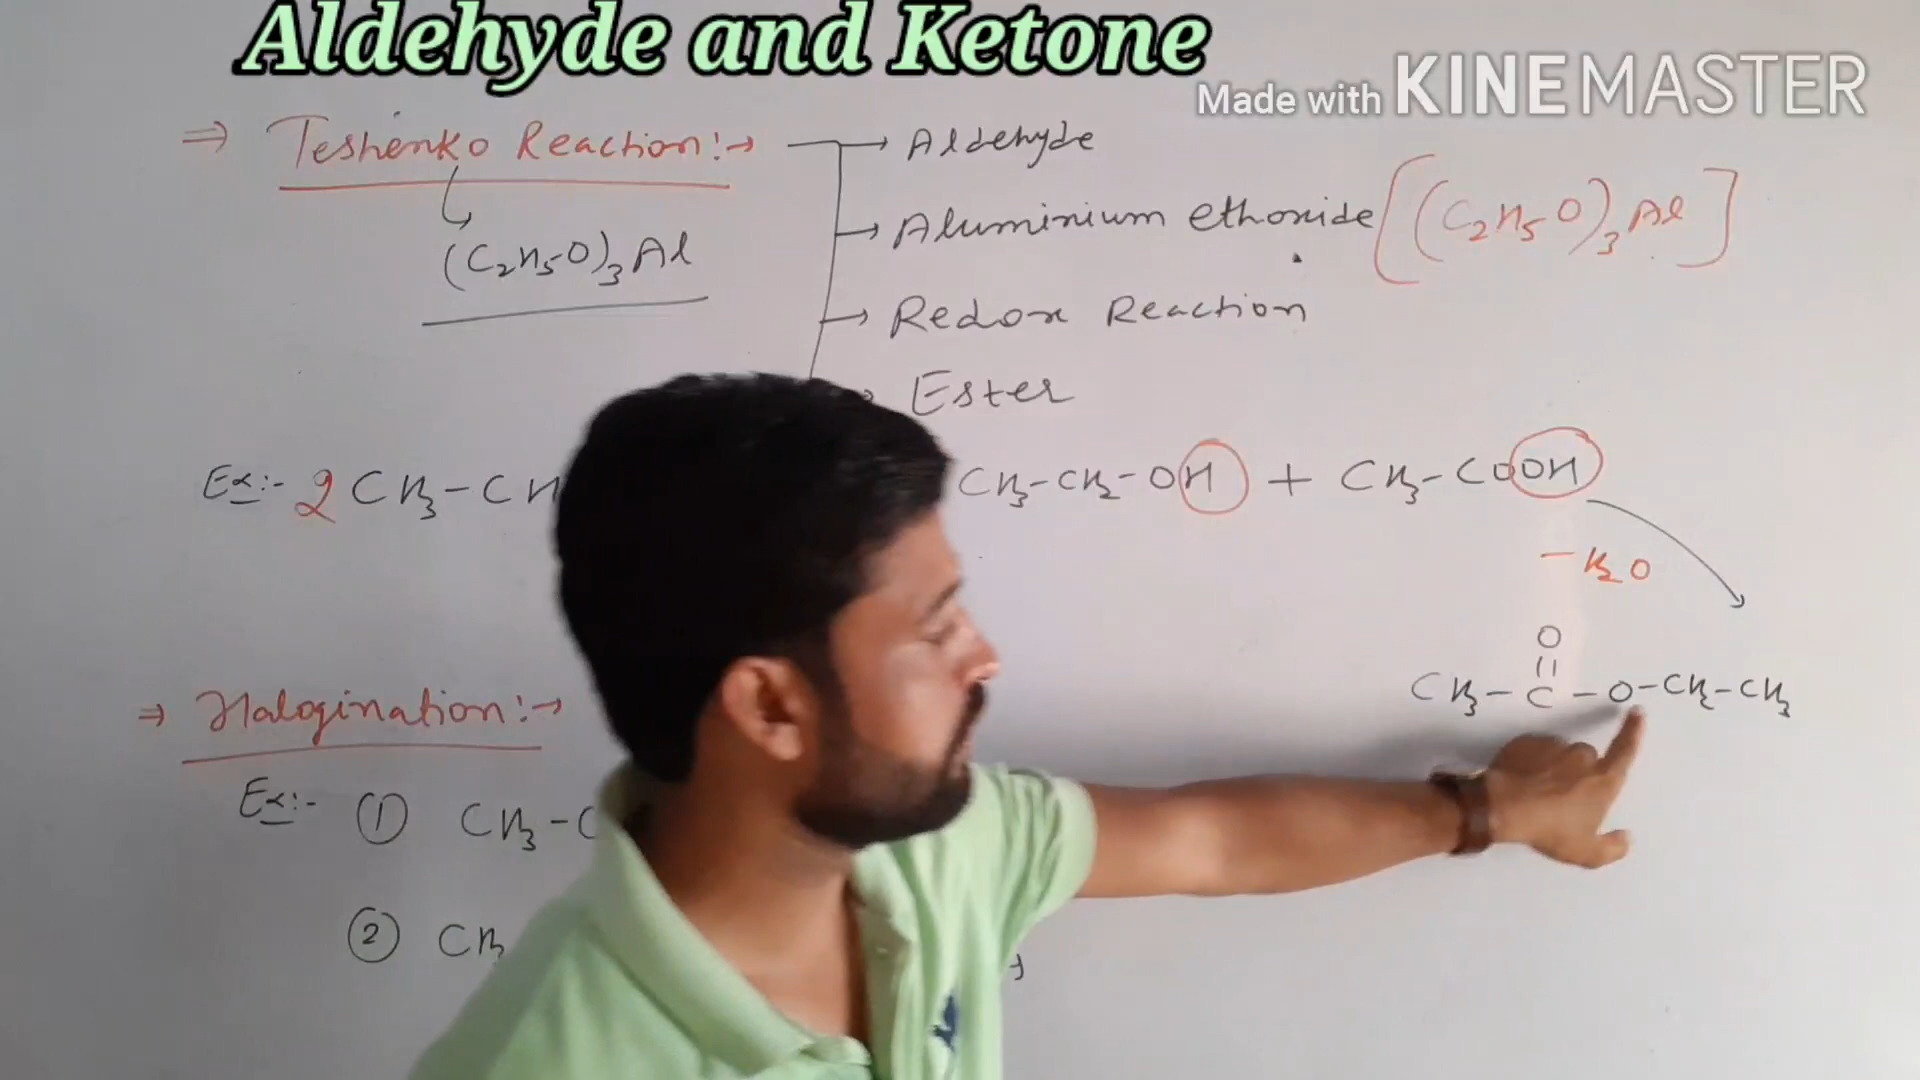 Aldehyde and Ketone
Made with KINEMASTER
⇒ Teshenko Reaction:→ → Aldehyde
(C₂H₅O)₃Al
→ Aluminium ethoxide [(C₂H₅O)₃Al]
→ Redox Reaction
→ Ester
Ex:- 2CH₃-CH CH₃-CH₂-OH + CH₃-COOH
-H₂O
O
CH₃-C-O-CH₂-CH₃
⇒ Halogination:→
Ex:- ① CH₃-C
② CH₃